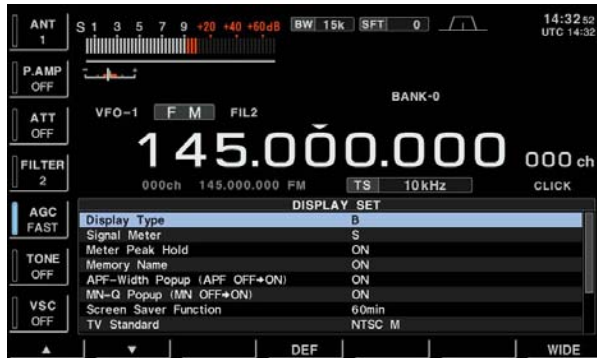 ANT
1
P.AMP
OFF
ATT
OFF
FILTER
2
AGC
FAST
TONE
OFF
VSC
OFF
S 1 3 5 7 9 +20 +40 +60dB
BW 15k SFT 0
14:32 52
UTC 14:32
BANK-0
VFO-1 F M FIL2
145.000.000 000 ch
000ch 145.000.000 FM TS 10kHz CLICK
DISPLAY SET
Display Type B
Signal Meter S
Meter Peak Hold ON
Memory Name ON
APF-Width Popup (APF OFF→ON) ON
MN-Q Popup (MN OFF→ON) ON
Screen Saver Function 60min
TV Standard NTSC M
▲ ▼ DEF WIDE